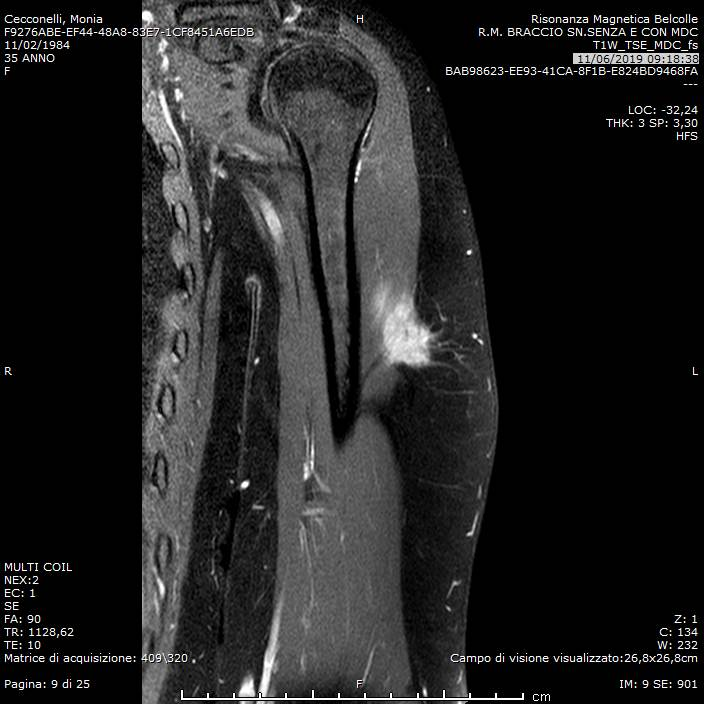 Cecconelli, Monia
F9276ABE-EF44-48A8-83E7-1CF8451A6EDB
11/02/1984
35 ANNO
F
H
Risonanza Magnetica Belcolle
R.M. BRACCIO SN.SENZA E CON MDC
T1W_TSE_MDC_fs
11/06/2019 09:18:38
BAB98623-EE93-41CA-8F1B-E824BD9468FA
---
LOC: -32,24
THK: 3 SP: 3,30
HFS
R
L
MULTI COIL
NEX:2
EC: 1
SE
FA: 90
TR: 1128,62
TE: 10
Matrice di acquisizione: 409\320
Pagina: 9 di 25
F
Z: 1
C: 134
W: 232
Campo di visione visualizzato:26,8x26,8cm
IM: 9 SE: 901
cm